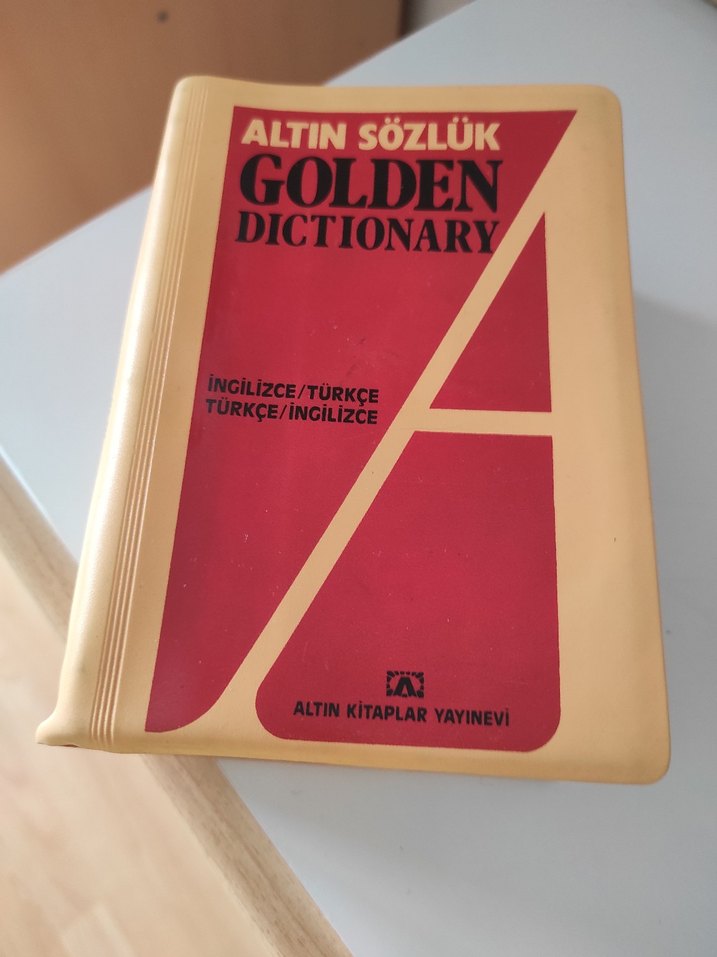 ALTIN SÖZLÜK
GOLDEN
DICTIONARY
İNGİLİZCE/TÜRKÇE
TÜRKÇE/İNGİLİZCE
ALTIN KİTAPLAR YAYINEVİ